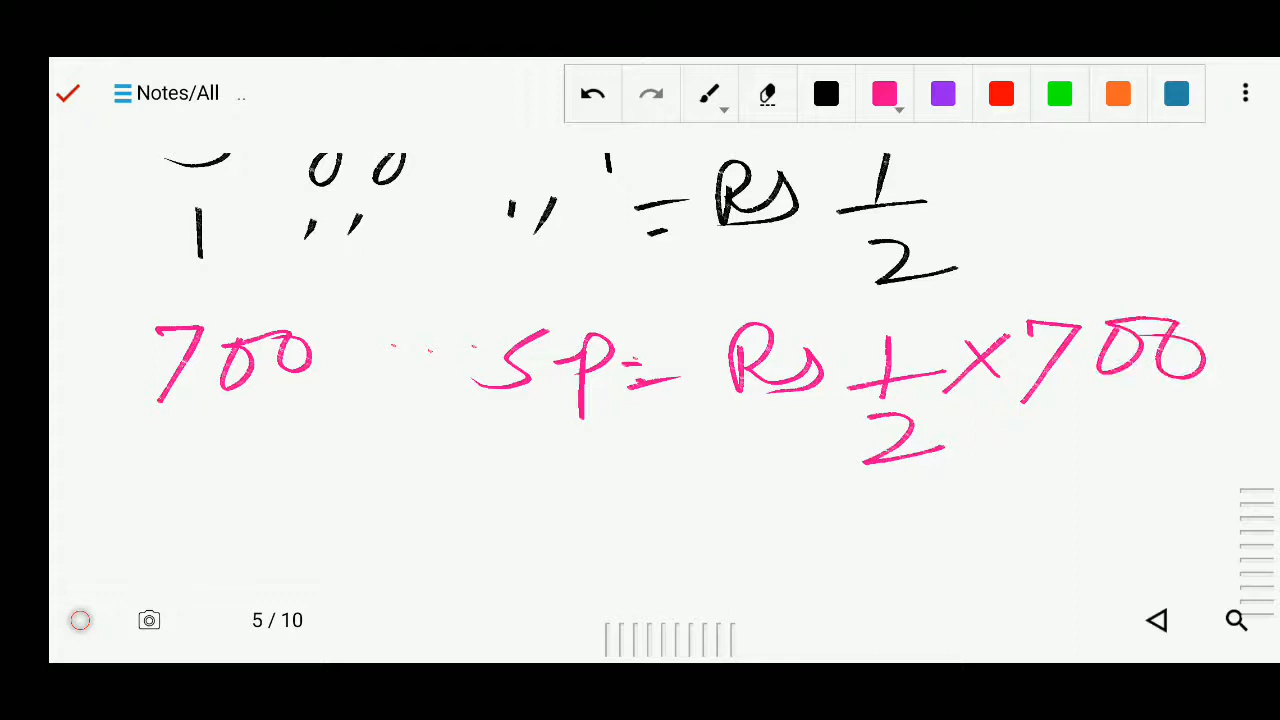 Notes/All ..
1 ,, ,, = Rs 1/2
700 ... SP = Rs 1/2 × 700
5 / 10